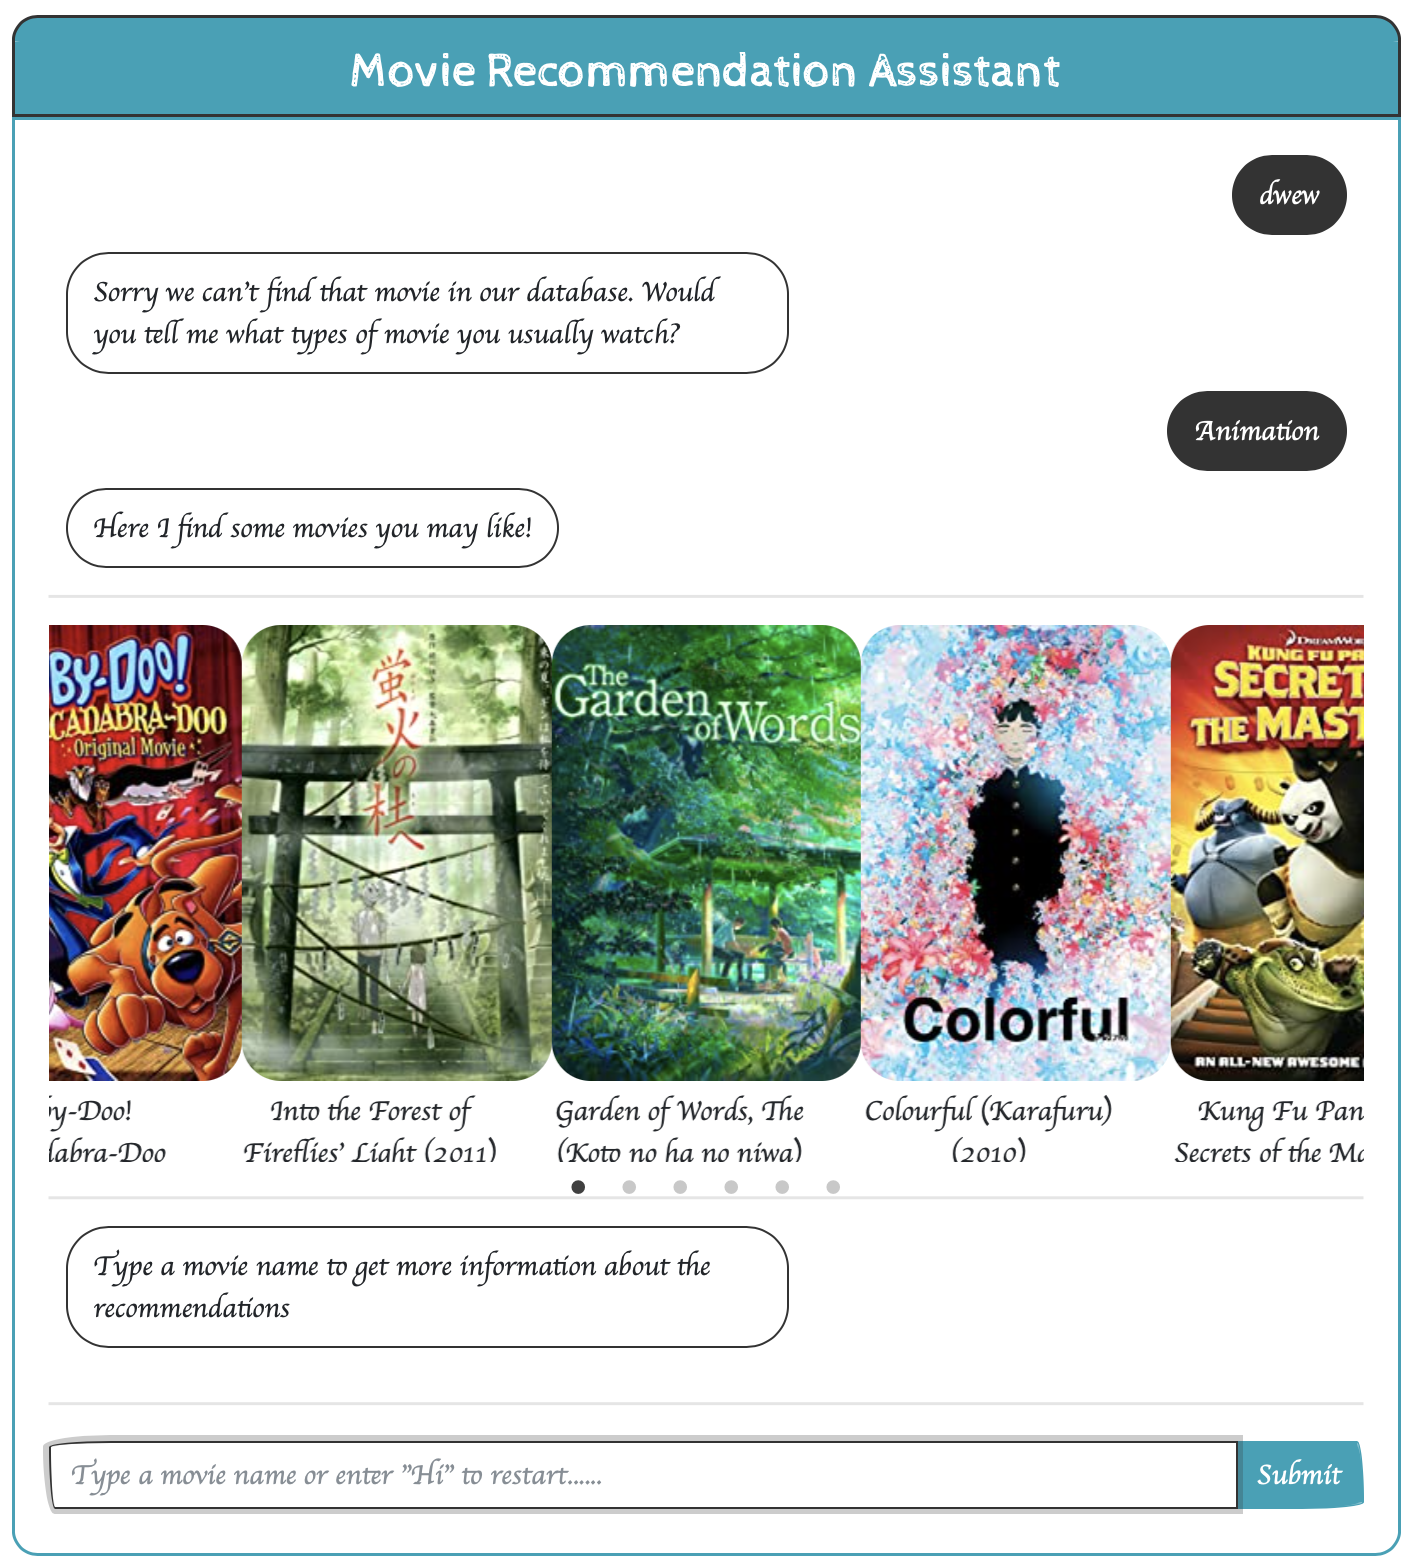 Movie Recommendation Assistant
dwew
Sorry we can't find that movie in our database. Would
you tell me what types of movie you usually watch?
Animation
Here I find some movies you may like!
BY-DOO!
CADABRA-DOO
Original Movie
蛍火の杜へ
The
Garden
of Words
Colorful
KUNG FU PA
SECRET
THE MAST
AN ALL-NEW AWESOME
by-Doo!
dabra-Doo
Into the Forest of
Fireflies' Light (2011)
Garden of Words, The
(Koto no ha no niwa)
Colourful (Karafuru)
(2010)
Kung Fu Pan
Secrets of the Ma
Type a movie name to get more information about the
recommendations
Type a movie name or enter "Hi" to restart......
Submit